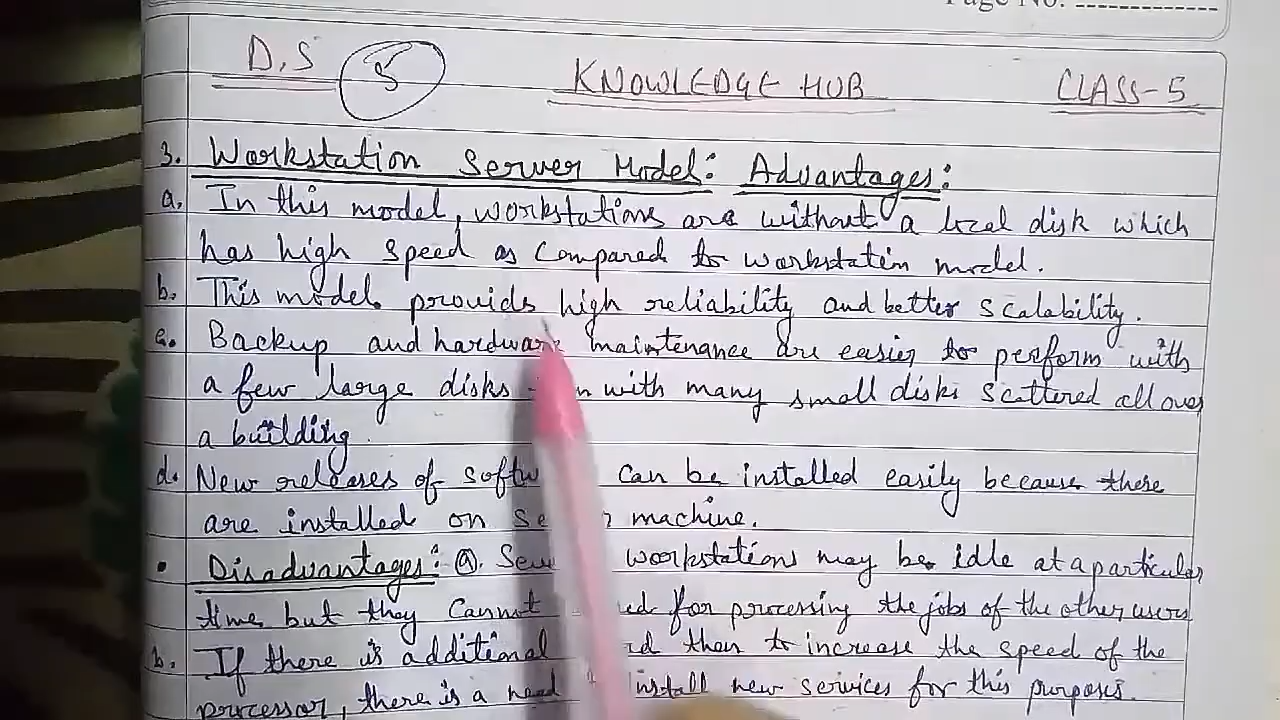 Page No.
D.S 5 KNOWLEDGE HUB CLASS-5
3. Workstation Server Model: Advantages:
a. In this model, workstations are without a local disk which
has high speed as compared to workstation model.
b. This model provids high reliability and better scalability.
c. Backup and hardware maintenance are easier to perform with
a few large disks with many small disks scattered all over
a building.
d. New releases of can be installed easily because these
are installed on machine.
• Disadvantages: a. workstations may be idle at a particular
time but they cannot for processing the jobs of the other users
b. If there is additional then to increase the speed of the
processor, there is a need install new services for this purposes.